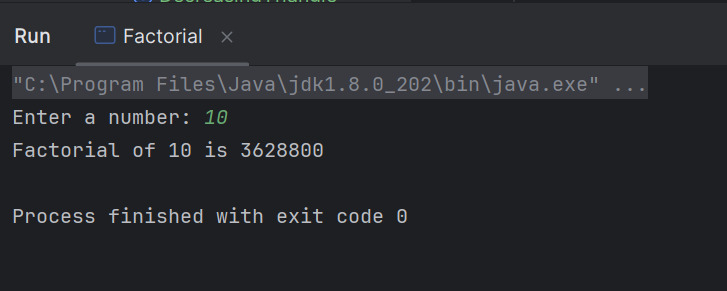 Run Factorial
"C:\Program Files\Java\jdk1.8.0_202\bin\java.exe" ...
Enter a number: 10
Factorial of 10 is 3628800
Process finished with exit code 0